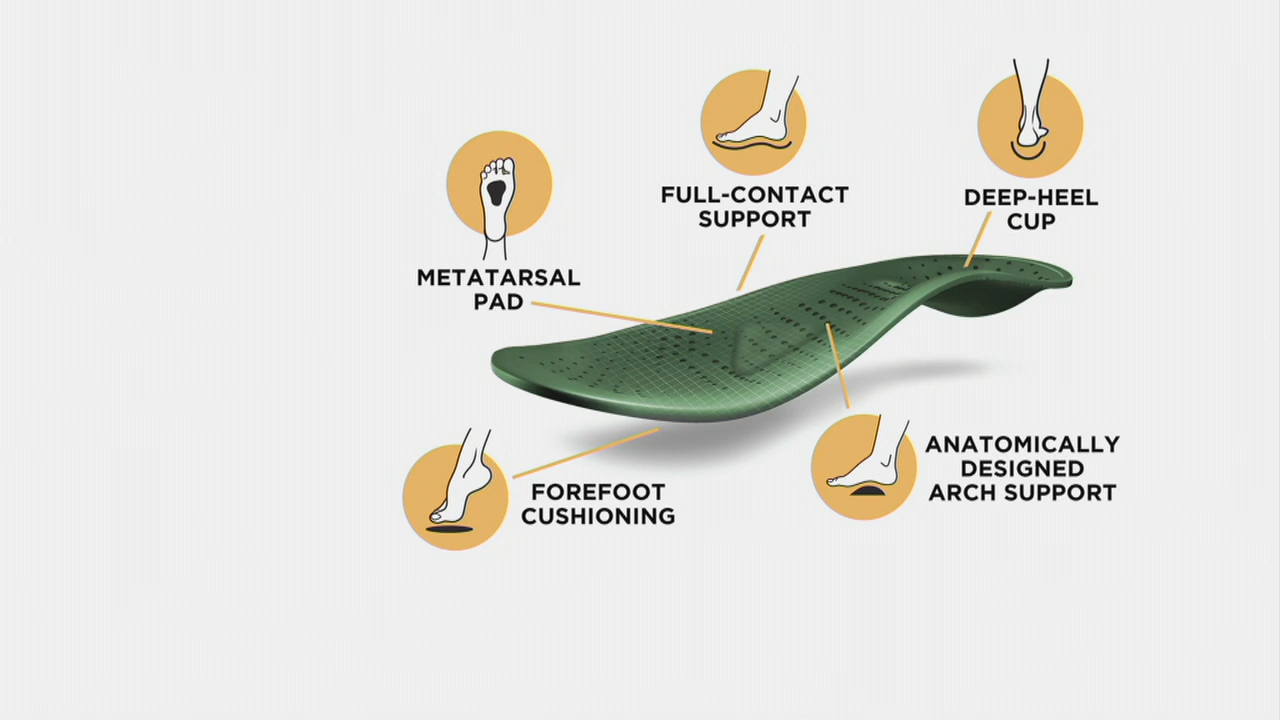 FULL-CONTACT
SUPPORT
DEEP-HEEL
CUP
METATARSAL
PAD
ANATOMICALLY
DESIGNED
ARCH SUPPORT
FOREFOOT
CUSHIONING